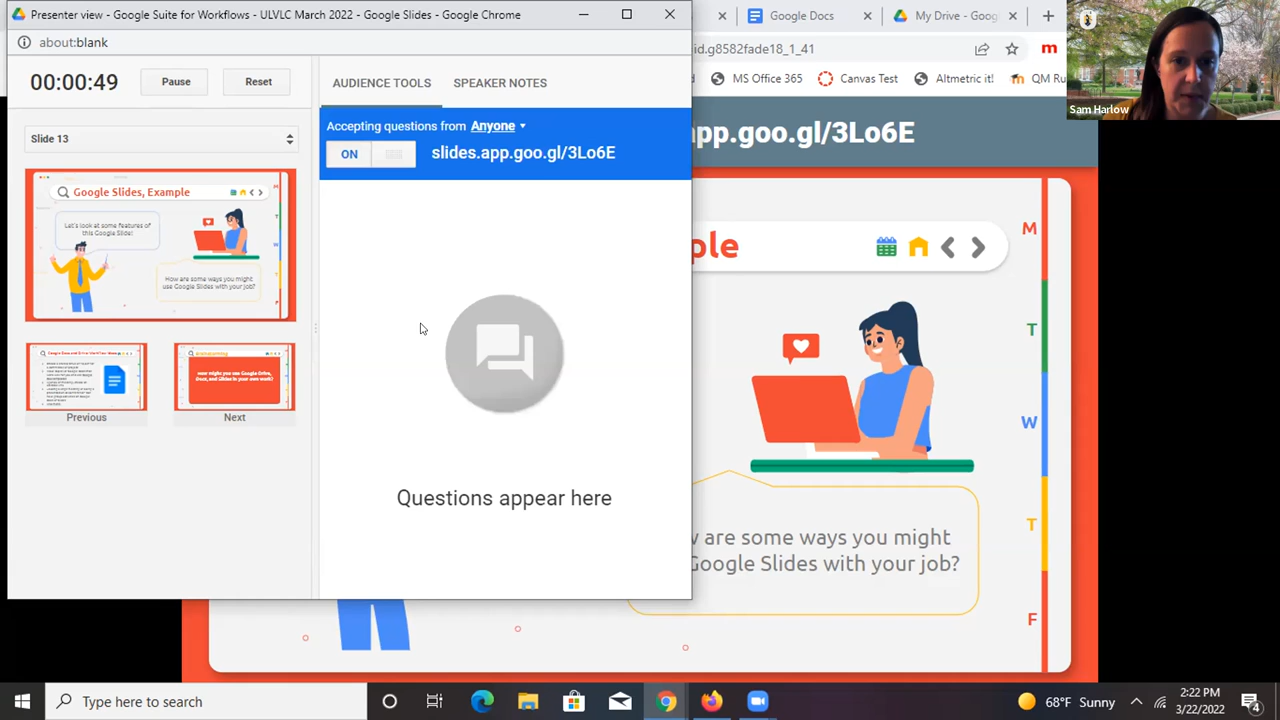 Presenter view - Google Suite for Workflows - ULVLC March 2022 - Google Slides - Google Chrome
about:blank
00:00:49
Pause
Reset
Slide 13
Google Slides, Example
Let's look at some features of
this Google Slide!
How are some ways you might
use Google Slides with your job?
Previous
Next
AUDIENCE TOOLS
SPEAKER NOTES
Accepting questions from Anyone
ON
slides.app.goo.gl/3Lo6E
Questions appear here
Google Docs
My Drive - Goog
id.g8582fade18_1_41
MS Office 365
Canvas Test
Altmetric it!
QM Ru
Sam Harlow
app.goo.gl/3Lo6E
ple
M
T
W
T
F
w are some ways you might
Google Slides with your job?
Type here to search
68°F Sunny
2:22 PM
3/22/2022
4